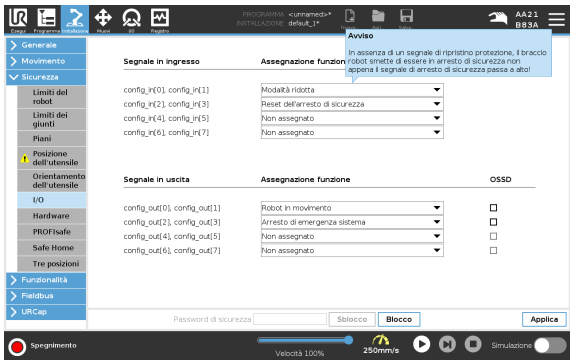 PROGRAMMA <unnamed>*
INSTALLAZIONE default_1*
AA21
B83A
Esegui Programma Installazione Muovi I/O Registro
Avviso
In assenza di un segnale di ripristino protezione, il braccio
robot smette di essere in arresto di sicurezza non
appena il segnale di arresto di sicurezza passa a alto!
Generale
Movimento
Sicurezza
Limiti del
robot
Limiti dei
giunti
Piani
Posizione
dell'utensile
Orientamento
dell'utensile
I/O
Hardware
PROFIsafe
Safe Home
Tre posizioni
Funzionalità
Fieldbus
URCap
Segnale in ingresso Assegnazione funzion
config_in[0], config_in[1] Modalità ridotta
config_in[2], config_in[3] Reset dell'arresto di sicurezza
config_in[4], config_in[5] Non assegnato
config_in[6], config_in[7] Non assegnato
Segnale in uscita Assegnazione funzione OSSD
config_out[0], config_out[1] Robot in movimento
config_out[2], config_out[3] Arresto di emergenza sistema
config_out[4], config_out[5] Non assegnato
config_out[6], config_out[7] Non assegnato
Password di sicurezza Sblocco Blocco Applica
Spegnimento
Velocità 100%
250mm/s
Simulazione